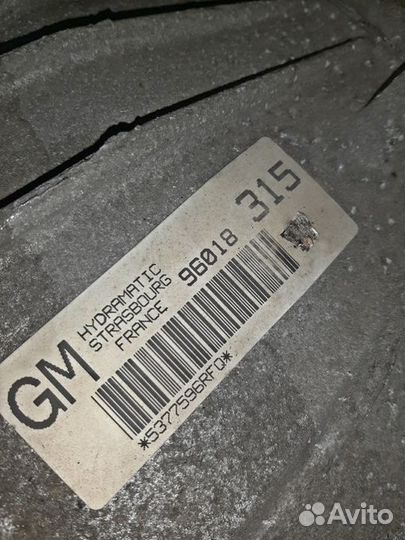 GM
HYDRAMATIC
STRASBOURG
FRANCE 96018 315
*5377596RFQ*
Avito